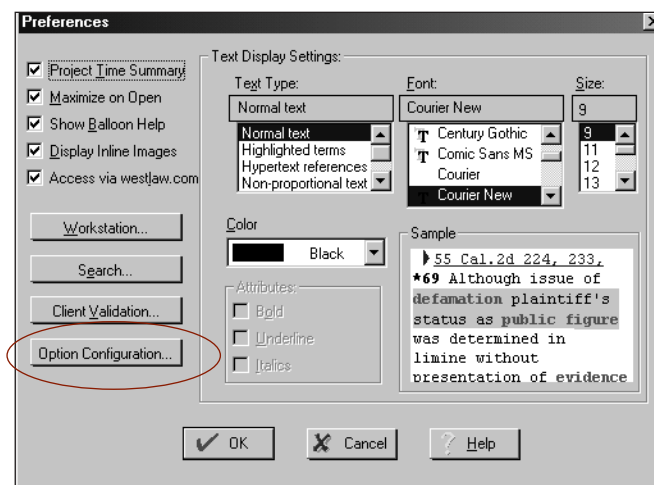 Preferences
Project Time Summary
Maximize on Open
Show Balloon Help
Display Inline Images
Access via westlaw.com
Workstation...
Search...
Client Validation...
Option Configuration...
Text Display Settings:
Text Type:
Normal text
Normal text
Highlighted terms
Hypertext references
Non-proportional text
Font:
Courier New
Century Gothic
Comic Sans MS
Courier
Courier New
Size:
9
9
11
12
13
Color
Black
Attributes:
Bold
Underline
Italics
Sample
55 Cal.2d 224, 233,
*69 Although issue of
defamation plaintiff's
status as public figure
was determined in
limine without
presentation of evidence
OK
Cancel
Help